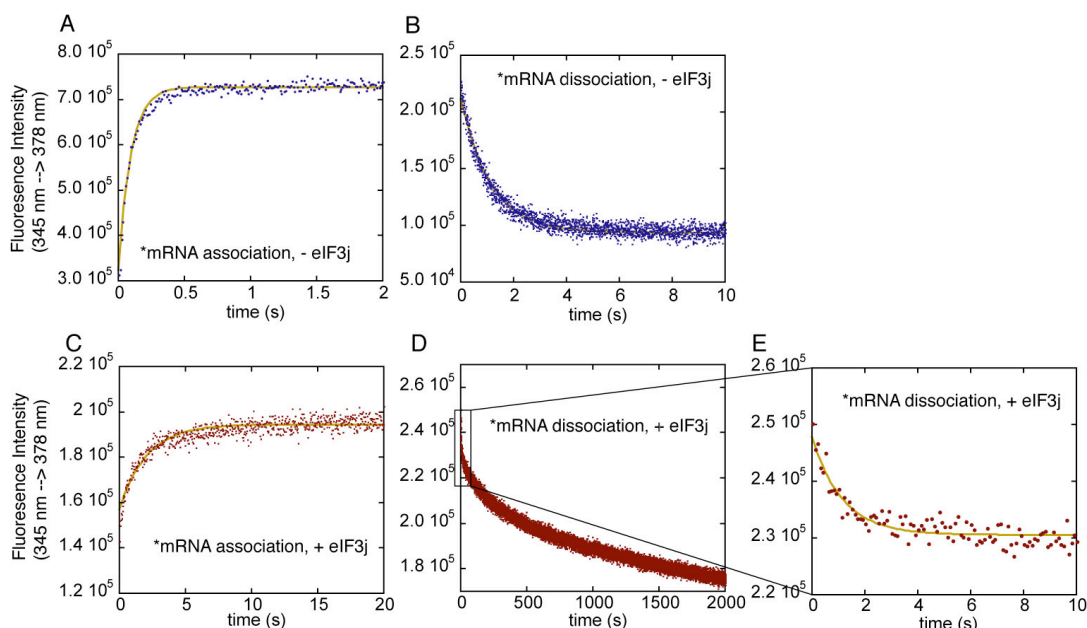 A
8.0 10⁵
7.0 10⁵
6.0 10⁵
5.0 10⁵
4.0 10⁵
3.0 10⁵
Fluoresence Intensity
(345 nm --> 378 nm)
*mRNA association, - eIF3j
0 0.5 1 1.5 2
time (s)
B
2.5 10⁵
2.0 10⁵
1.5 10⁵
1.0 10⁵
5.0 10⁴
*mRNA dissociation, - eIF3j
0 2 4 6 8 10
time (s)
C
2.2 10⁵
2 10⁵
1.8 10⁵
1.6 10⁵
1.4 10⁵
1.2 10⁵
Fluoresence Intensity
(345 nm --> 378 nm)
*mRNA association, + eIF3j
0 5 10 15 20
time (s)
D
2.6 10⁵
2.4 10⁵
2.2 10⁵
2.0 10⁵
1.8 10⁵
*mRNA dissociation, + eIF3j
0 500 1000 1500 2000
time (s)
E
2.6 10⁵
2.5 10⁵
2.4 10⁵
2.3 10⁵
2.2 10⁵
*mRNA dissociation, + eIF3j
0 2 4 6 8 10
time (s)